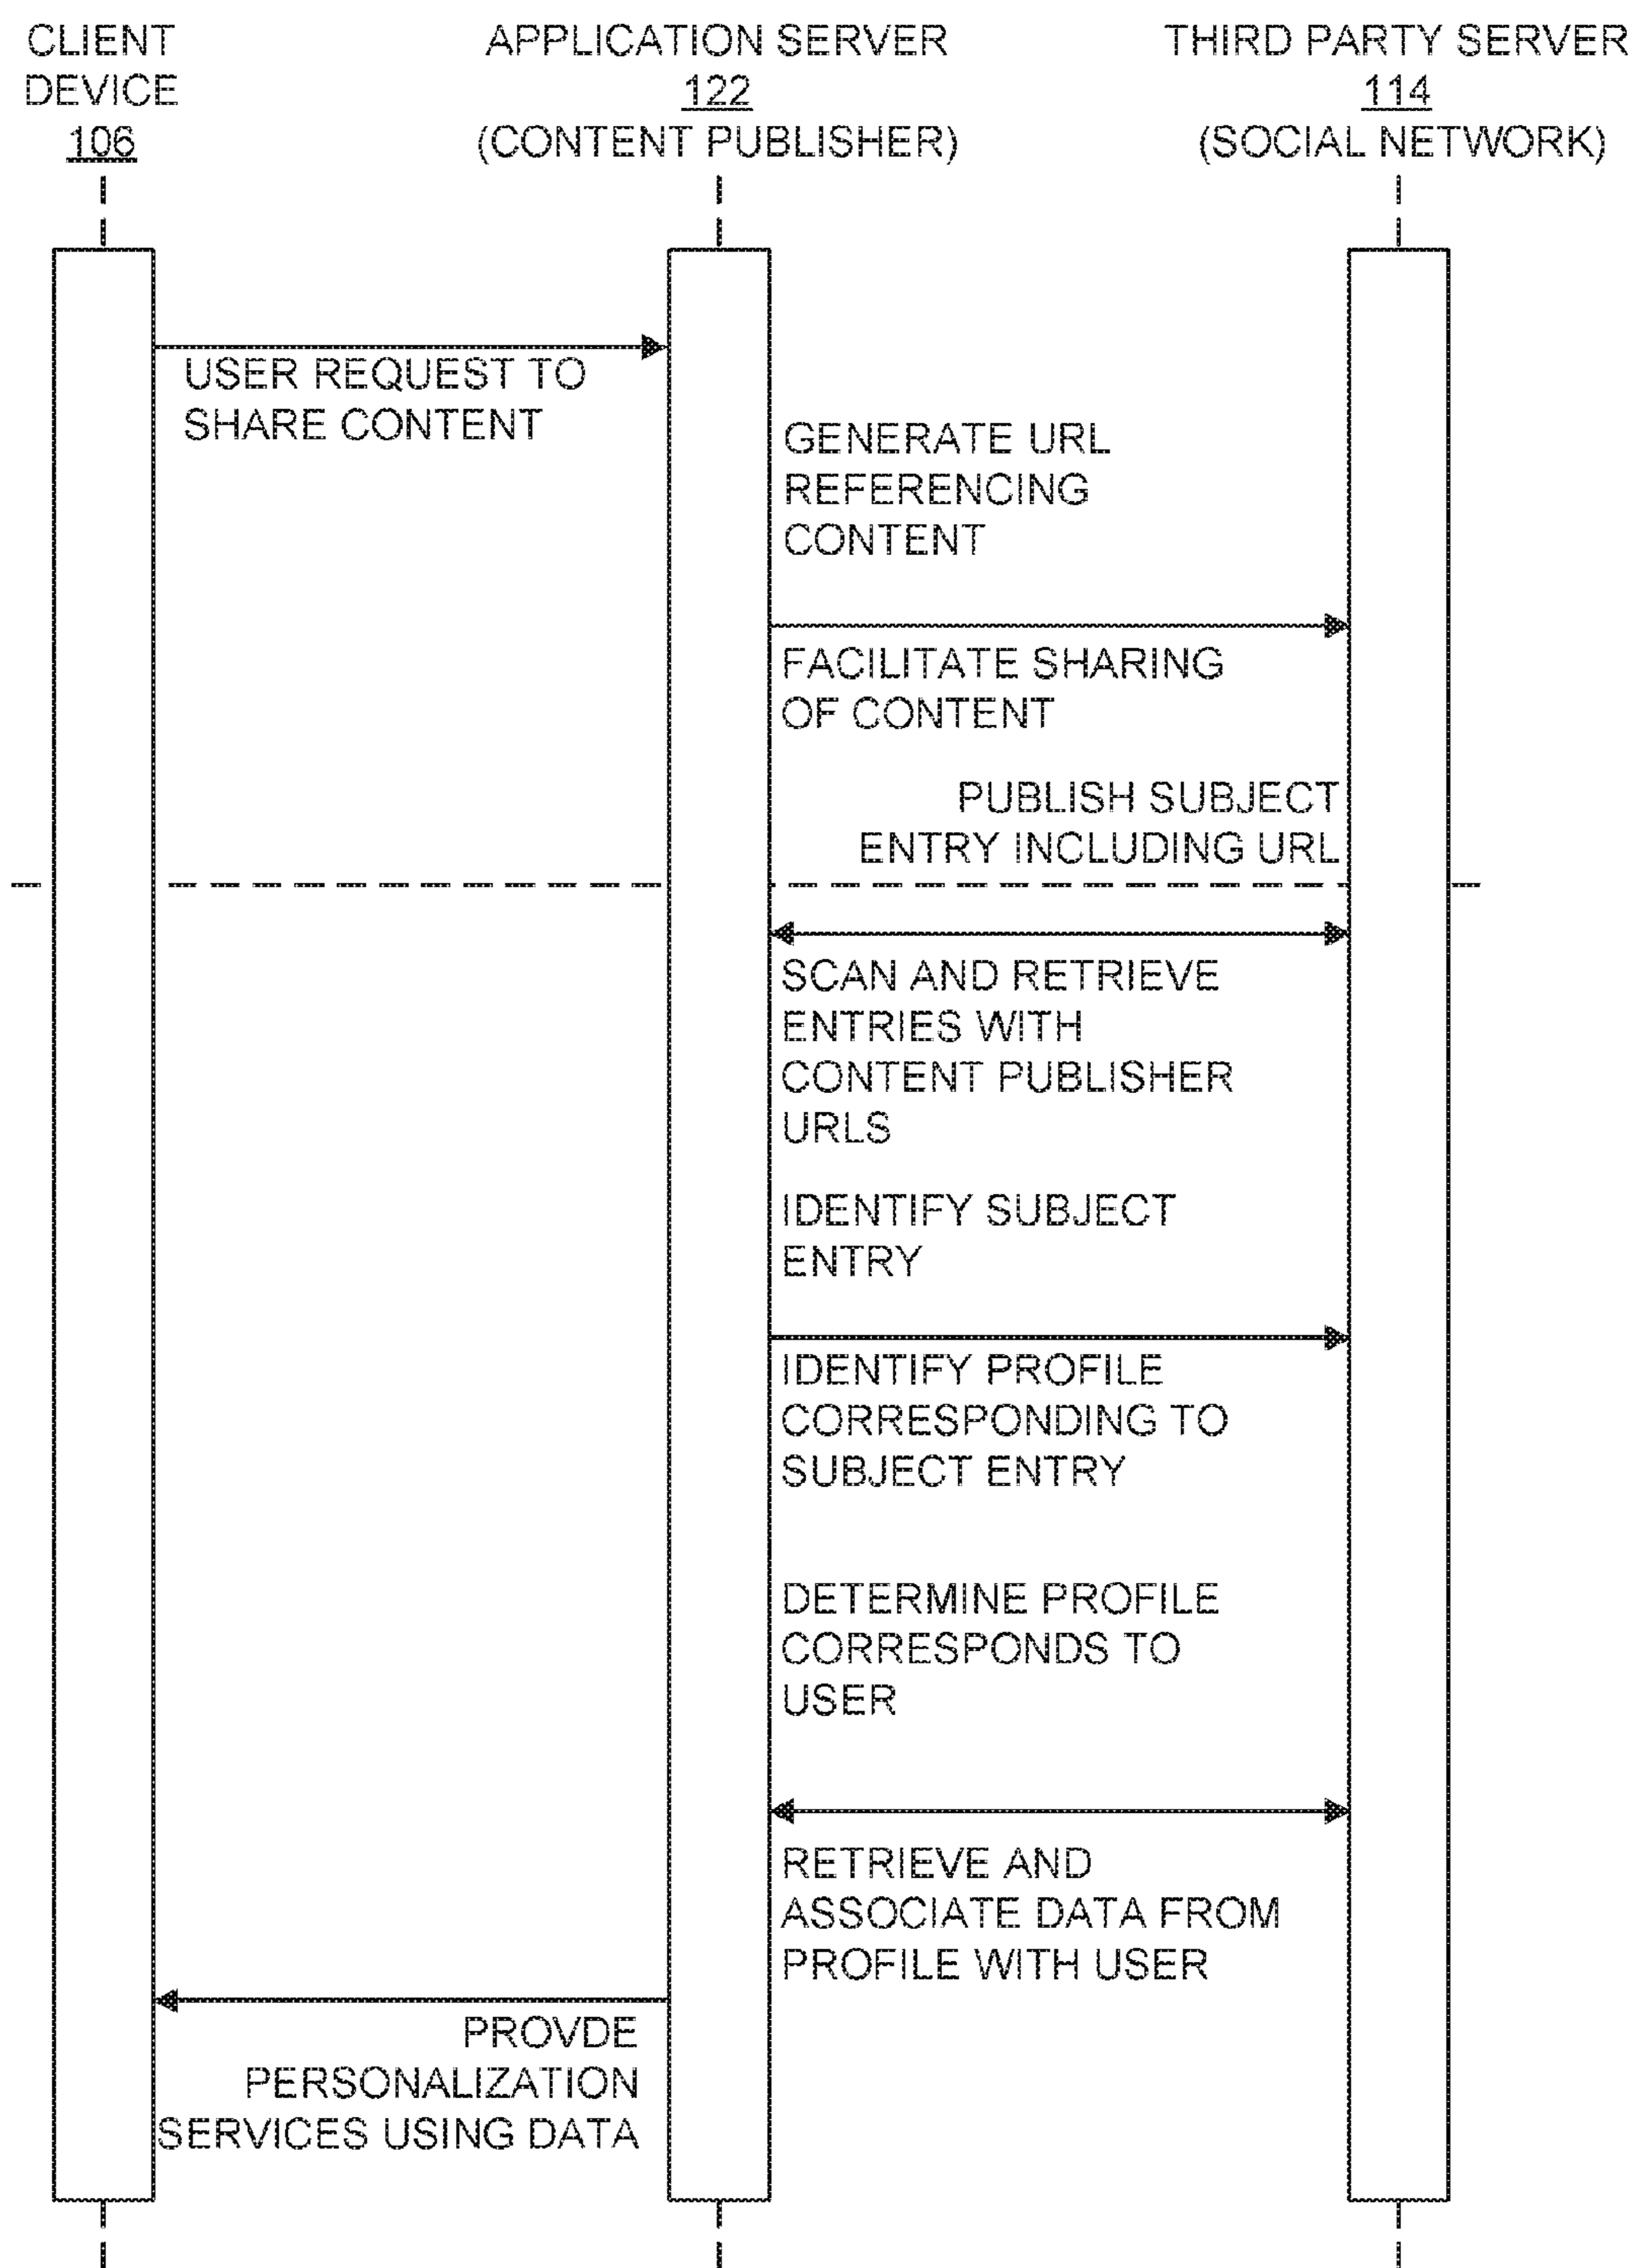 CLIENT
DEVICE
106
APPLICATION SERVER
122
(CONTENT PUBLISHER)
THIRD PARTY SERVER
114
(SOCIAL NETWORK)
USER REQUEST TO
SHARE CONTENT
GENERATE URL
REFERENCING
CONTENT
FACILITATE SHARING
OF CONTENT
PUBLISH SUBJECT
ENTRY INCLUDING URL
SCAN AND RETRIEVE
ENTRIES WITH
CONTENT PUBLISHER
URLS
IDENTIFY SUBJECT
ENTRY
IDENTIFY PROFILE
CORRESPONDING TO
SUBJECT ENTRY
DETERMINE PROFILE
CORRESPONDS TO
USER
RETRIEVE AND
ASSOCIATE DATA FROM
PROFILE WITH USER
PROVDE
PERSONALIZATION
SERVICES USING DATA